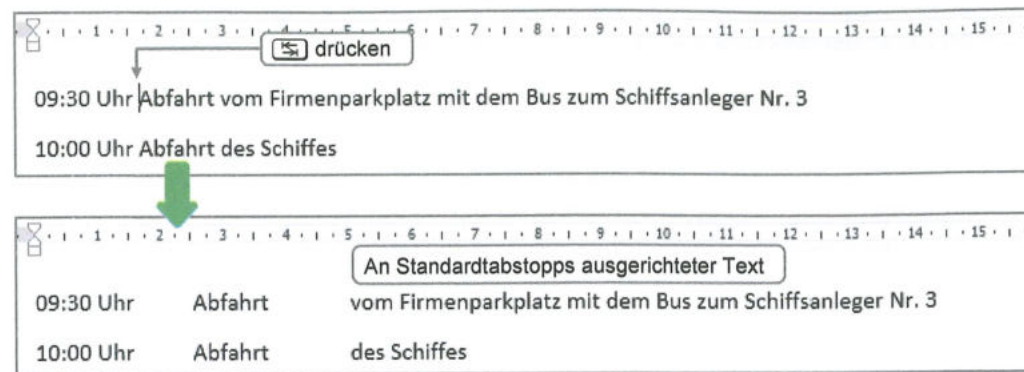 1 2 3 4 5 6 7 8 9 10 11 12 13 14 15
drücken
09:30 Uhr Abfahrt vom Firmenparkplatz mit dem Bus zum Schiffsanleger Nr. 3
10:00 Uhr Abfahrt des Schiffes
1 2 3 4 5 6 7 8 9 10 11 12 13 14 15
An Standardtabstopps ausgerichteter Text
09:30 Uhr Abfahrt vom Firmenparkplatz mit dem Bus zum Schiffsanleger Nr. 3
10:00 Uhr Abfahrt des Schiffes